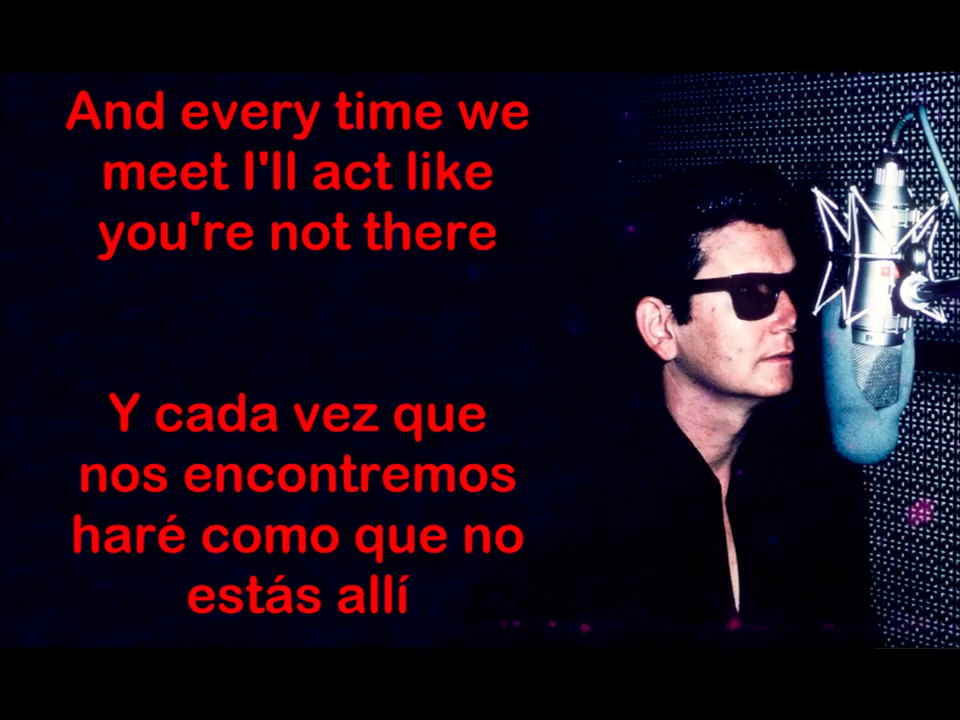 And every time we
meet I'll act like
you're not there
Y cada vez que
nos encontremos
haré como que no
estás allí